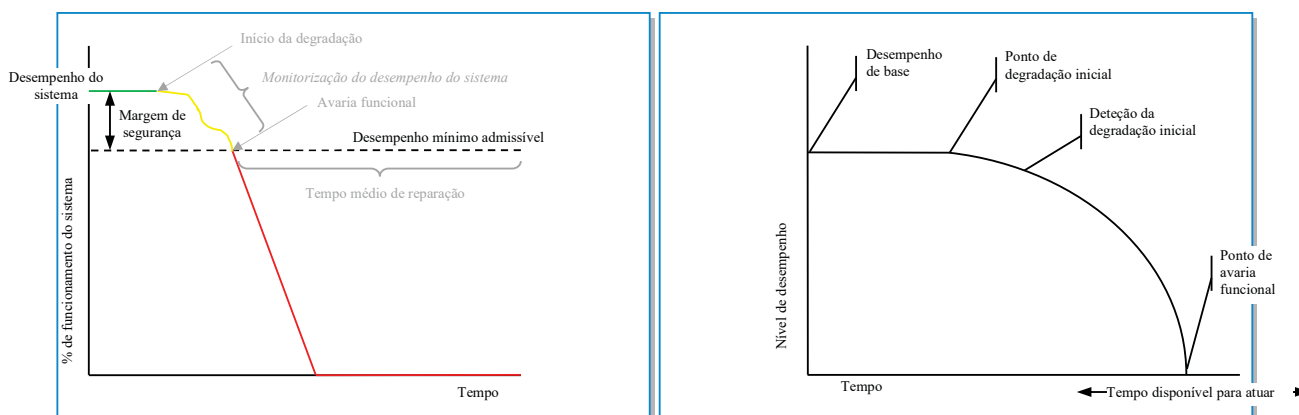 Início da degradação
Desempenho do
sistema
Monitorização do desempenho do sistema
Avaria funcional
Margem de
segurança
Desempenho mínimo admissível
Tempo médio de reparação
% de funcionamento do sistema
Tempo
Desempenho
de base
Ponto de
degradação inicial
Deteção da
degradação inicial
Ponto de
avaria
funcional
Nível de desempenho
Tempo
Tempo disponível para atuar